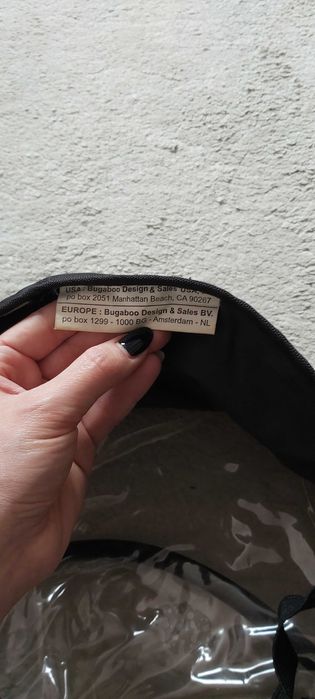 USA : Bugaboo Design & Sales USA
po box 2051 Manhattan Beach, CA 90267
EUROPE : Bugaboo Design & Sales BV.
po box 1299 - 1000 BG - Amsterdam - NL